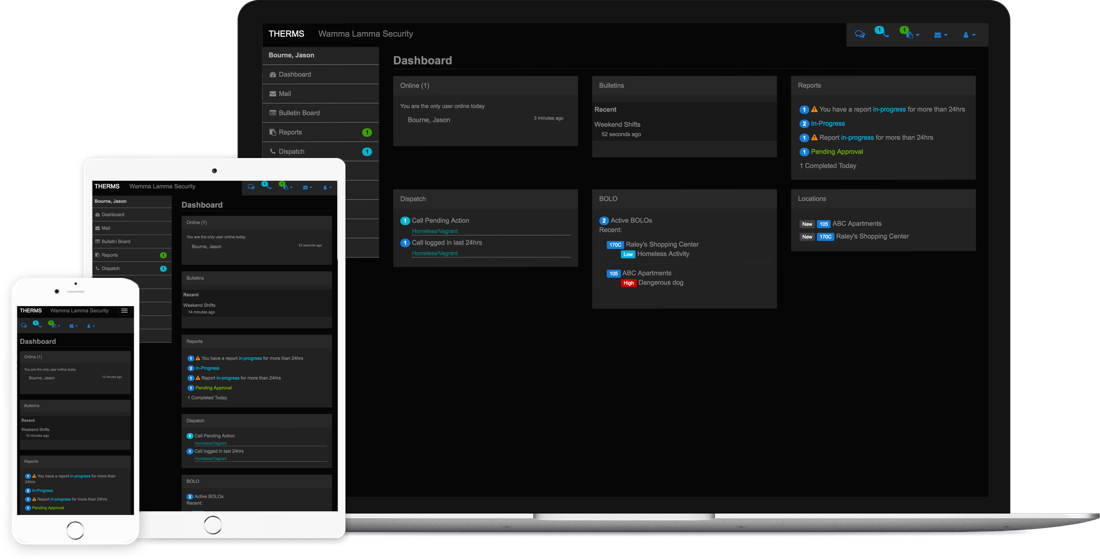 THERMS Wamma Lamma Security
1
1
Bourne, Jason
Dashboard
Mail
Bulletin Board
Reports 1
Dispatch 1
Dashboard
Online (1)
You are the only user online today
Bourne, Jason 3 minutes ago
Bulletins
Recent
Weekend Shifts
52 seconds ago
Reports
1 You have a report in-progress for more than 24hrs
2 In-Progress
1 Report in-progress for more than 24hrs
1 Pending Approval
1 Completed Today
Dispatch
1 Call Pending Action
Homeless/Vagrant
1 Call logged in last 24hrs
Homeless/Vagrant
BOLO
2 Active BOLOs
Recent:
170C Raley's Shopping Center
Low Homeless Activity
105 ABC Apartments
High Dangerous dog
Locations
New 105 ABC Apartments
New 170C Raley's Shopping Center
THERMS Wamma Lamma Security
1
1
Bourne, Jason
Dashboard
Mail
Bulletin Board
Reports 1
Dispatch 1
Dashboard
Online (1)
You are the only user online today
Bourne, Jason 53 seconds ago
Bulletins
Recent
Weekend Shifts
14 minutes ago
Reports
1 You have a report in-progress for more than 24hrs
2 In-Progress
1 Report in-progress for more than 24hrs
1 Pending Approval
1 Completed Today
Dispatch
1 Call Pending Action
Homeless/Vagrant
1 Call logged in last 24hrs
Homeless/Vagrant
BOLO
2 Active BOLOs
Recent:
THERMS Wamma Lamma Security
Dashboard
Online (1)
You are the only user online today
Bourne, Jason minutes ago
Bulletins
Recent
Weekend Shifts
minutes ago
Reports
You have a report in-progress for more than
24hrs
In-Progress
Report in-progress for more than 24hrs
Pending Approval